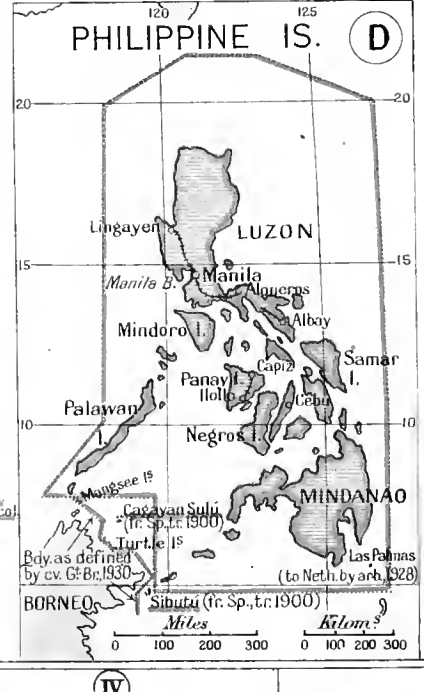 120 125
PHILIPPINE IS. D
20 20
Lingayen
LUZON
15 15
Manila B. Manila
Aloneros
Albay
Mindoro I.
Capiz
Samar I.
Panay I.
Iloilo
Cebu
Palawan
10 10
Negros I.
Mangsee Is
MINDANAO
Cagayan Sulú
(fr. Sp., tr. 1900)
Turtle Is
Bdy. as defined
by cv. Gt. Br., 1930
Las Palmas
(to Neth. by arb., 1928)
BORNEO
Sibutú (fr. Sp., tr. 1900)
Miles Kilom.s
0 100 200 300 0 100 200 300
IV